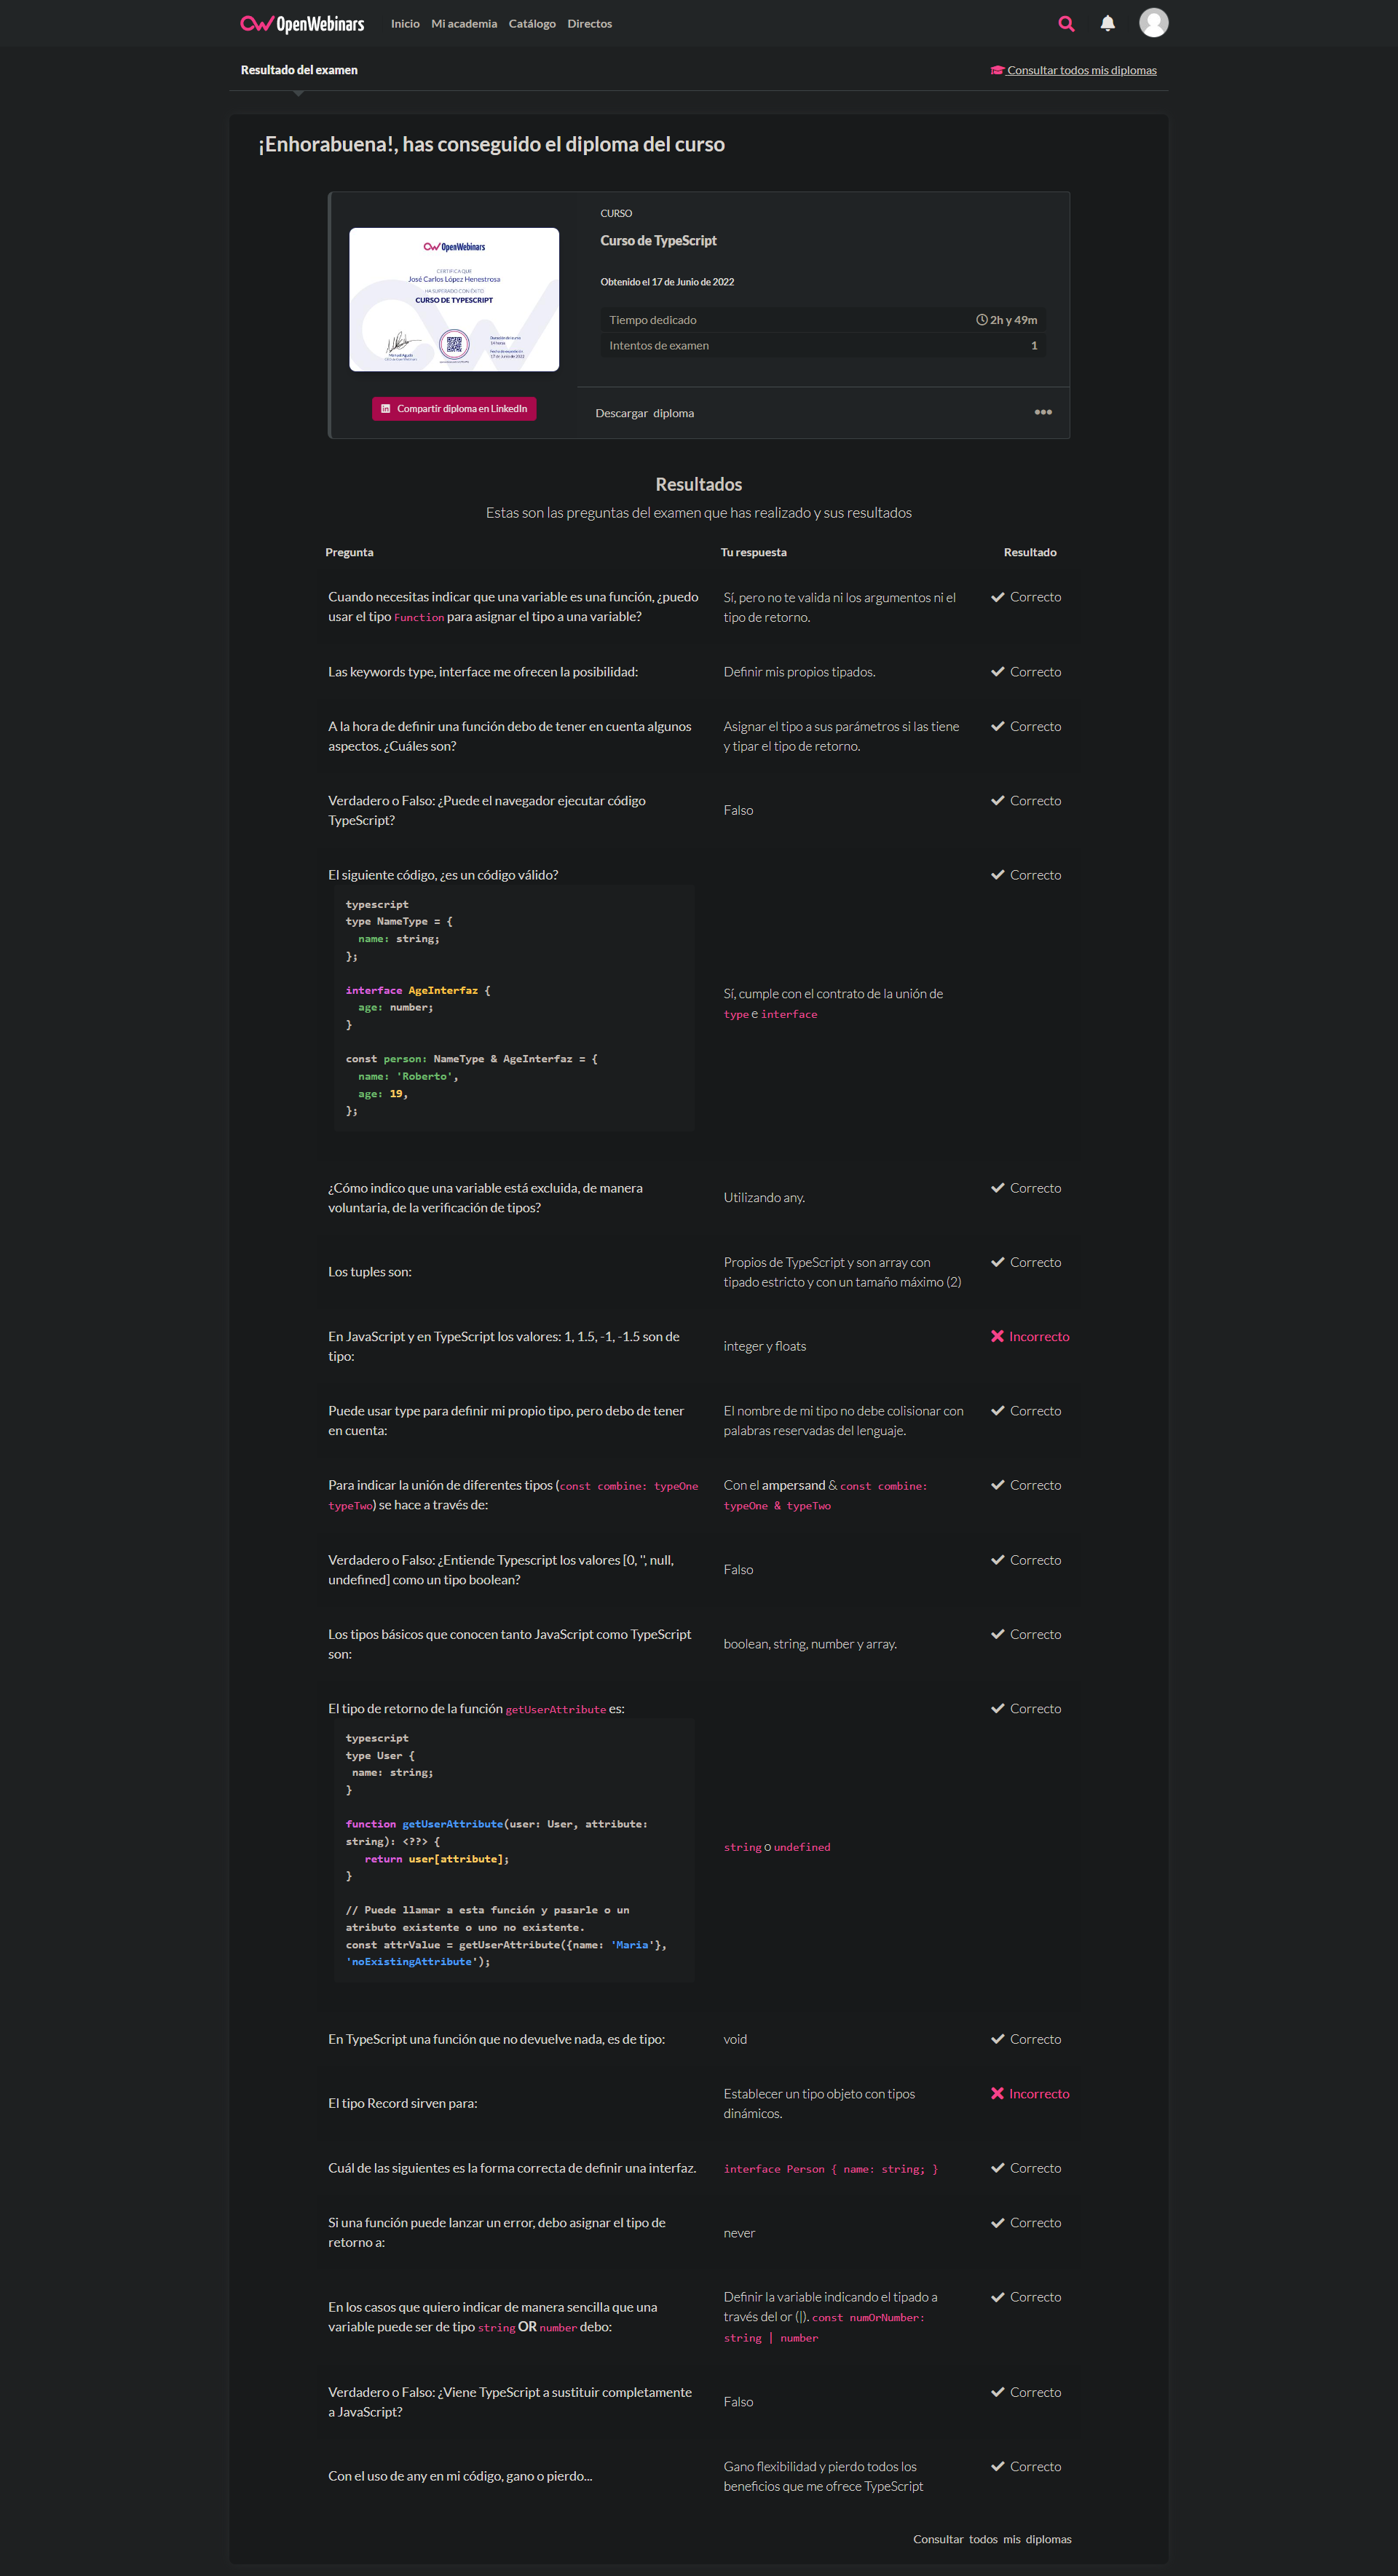 OpenWebinars Inicio Mi academia Catálogo Directos
Resultado del examen
Consultar todos mis diplomas
¡Enhorabuena!, has conseguido el diploma del curso
OpenWebinars
CERTIFICA QUE
José Carlos López Henestrosa
HA SUPERADO CON ÉXITO
CURSO DE TYPESCRIPT
Compartir diploma en LinkedIn
CURSO
Curso de TypeScript
Obtenido el 17 de Junio de 2022
Tiempo dedicado 2h y 49m
Intentos de examen 1
Descargar diploma
Resultados
Estas son las preguntas del examen que has realizado y sus resultados
Pregunta Tu respuesta Resultado
Cuando necesitas indicar que una variable es una función, ¿puedo
usar el tipo Function para asignar el tipo a una variable?
Sí, pero no te valida ni los argumentos ni el
tipo de retorno.
Correcto
Las keywords type, interface me ofrecen la posibilidad:
Definir mis propios tipados.
Correcto
A la hora de definir una función debo de tener en cuenta algunos
aspectos. ¿Cuáles son?
Asignar el tipo a sus parámetros si las tiene
y tipar el tipo de retorno.
Correcto
Verdadero o Falso: ¿Puede el navegador ejecutar código
TypeScript?
Falso
Correcto
El siguiente código, ¿es un código válido?
typescript
type NameType = {
name: string;
};
interface AgeInterfaz {
age: number;
}
const person: NameType & AgeInterfaz = {
name: 'Roberto',
age: 19,
};
Sí, cumple con el contrato de la unión de
type e interface
Correcto
¿Cómo indico que una variable está excluida, de manera
voluntaria, de la verificación de tipos?
Utilizando any.
Correcto
Los tuples son:
Propios de TypeScript y son array con
tipado estricto y con un tamaño máximo (2)
Correcto
En JavaScript y en TypeScript los valores: 1, 1.5, -1, -1.5 son de
tipo:
integer y floats
Incorrecto
Puede usar type para definir mi propio tipo, pero debo de tener
en cuenta:
El nombre de mi tipo no debe colisionar con
palabras reservadas del lenguaje.
Correcto
Para indicar la unión de diferentes tipos (const combine: typeOne
typeTwo) se hace a través de:
Con el ampersand & const combine:
typeOne & typeTwo
Correcto
Verdadero o Falso: ¿Entiende Typescript los valores [0, '', null,
undefined] como un tipo boolean?
Falso
Correcto
Los tipos básicos que conocen tanto JavaScript como TypeScript
son:
boolean, string, number y array.
Correcto
El tipo de retorno de la función getUserAttribute es:
typescript
type User {
name: string;
}
function getUserAttribute(user: User, attribute:
string): <??> {
return user[attribute];
}
// Puede llamar a esta función y pasarle o un
atributo existente o uno no existente.
const attrValue = getUserAttribute({name: 'Maria'},
'noExistingAttribute');
string o undefined
Correcto
En TypeScript una función que no devuelve nada, es de tipo:
void
Correcto
El tipo Record sirven para:
Establecer un tipo objeto con tipos
dinámicos.
Incorrecto
Cuál de las siguientes es la forma correcta de definir una interfaz.
interface Person { name: string; }
Correcto
Si una función puede lanzar un error, debo asignar el tipo de
retorno a:
never
Correcto
En los casos que quiero indicar de manera sencilla que una
variable puede ser de tipo string OR number debo:
Definir la variable indicando el tipado a
través del or (|). const numOrNumber:
string | number
Correcto
Verdadero o Falso: ¿Viene TypeScript a sustituir completamente
a JavaScript?
Falso
Correcto
Con el uso de any en mi código, gano o pierdo...
Gano flexibilidad y pierdo todos los
beneficios que me ofrece TypeScript
Correcto
Consultar todos mis diplomas